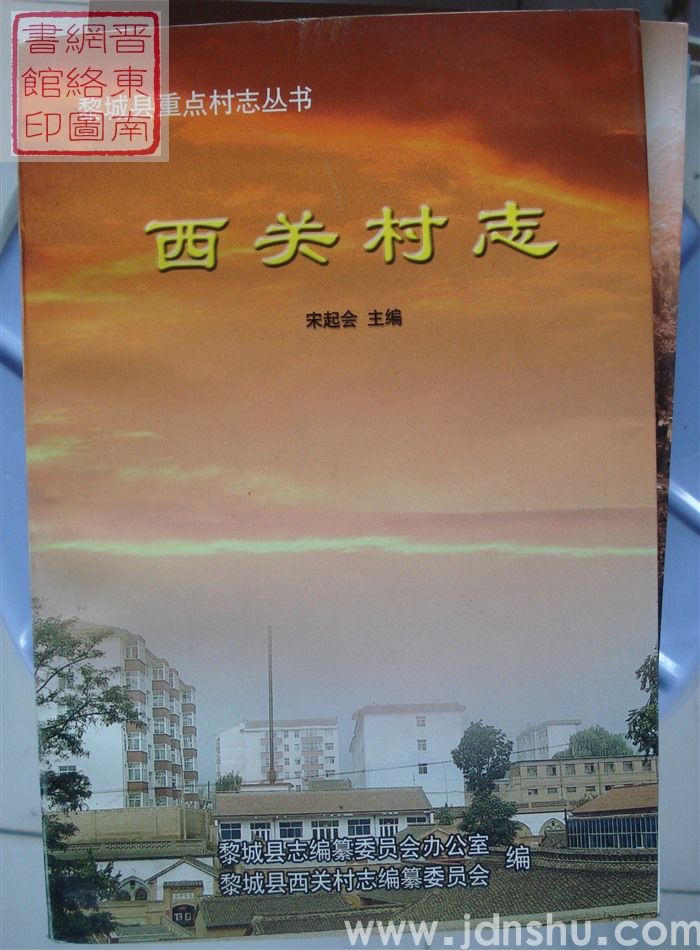 晋東南
網絡圖
書館印
黎城县重点村志丛书
西关村志
宋起会 主编
黎城县志编纂委员会办公室
黎城县西关村志编纂委员会
编
www.jdnshu.com